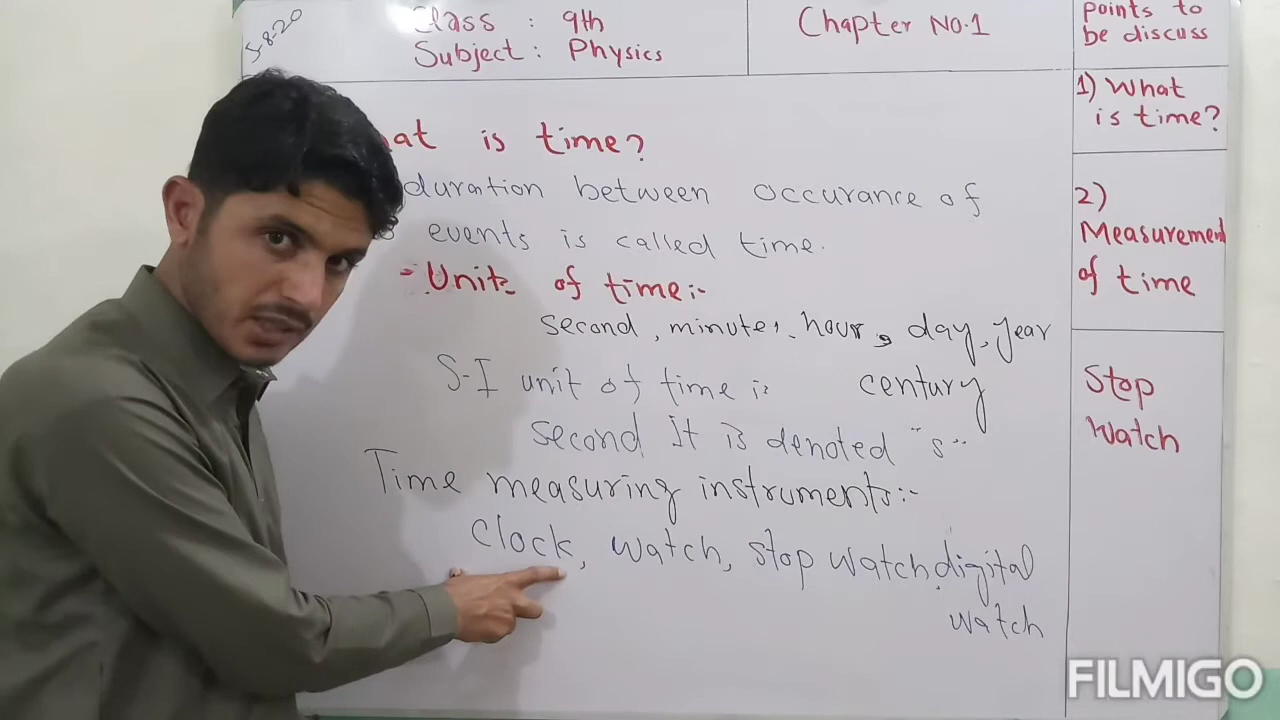 5-8-20
Class : 9th
Subject : Physics
Chapter No.1
points to
be discuss
1) What
is time?
2)
Measurement
of time
Stop
Watch
at is time?
duration between occurance of
events is called time.
Unit of time:-
second, minute, hour, day, year
century
S-I unit of time is
second It is denoted "s"
Time measuring instruments:-
Clock, watch, stop watch, digital
watch
FILMIGO